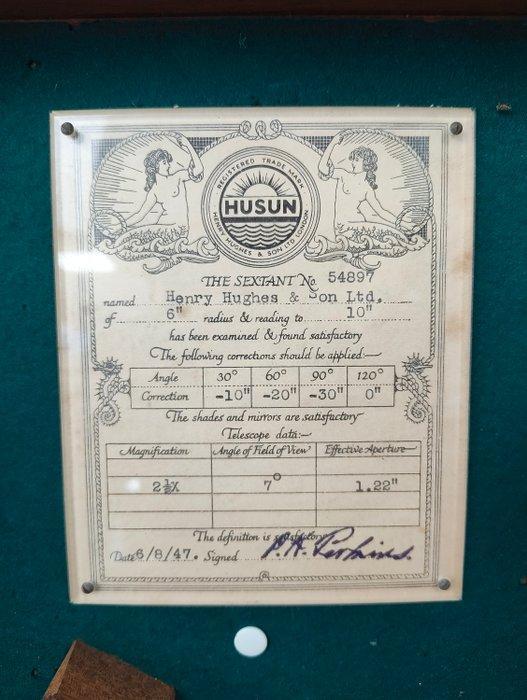 REGISTERED TRADE MARK
HUSUN
HENRY HUGHES & SON LTD LONDON
THE SEXTANT No. 54897
named Henry Hughes & Son Ltd.
of 6" radius & reading to 10"
has been examined & found satisfactory
The following corrections should be applied:—
Angle 30° 60° 90° 120°
Correction -10" -20" -30" 0"
The shades and mirrors are satisfactory
Telescope data:—
Magnification Angle of Field of View Effective Aperture
2½X 7° 1.22"
The definition is satisfactory
Date 6/8/47. Signed P.A. Perkins.